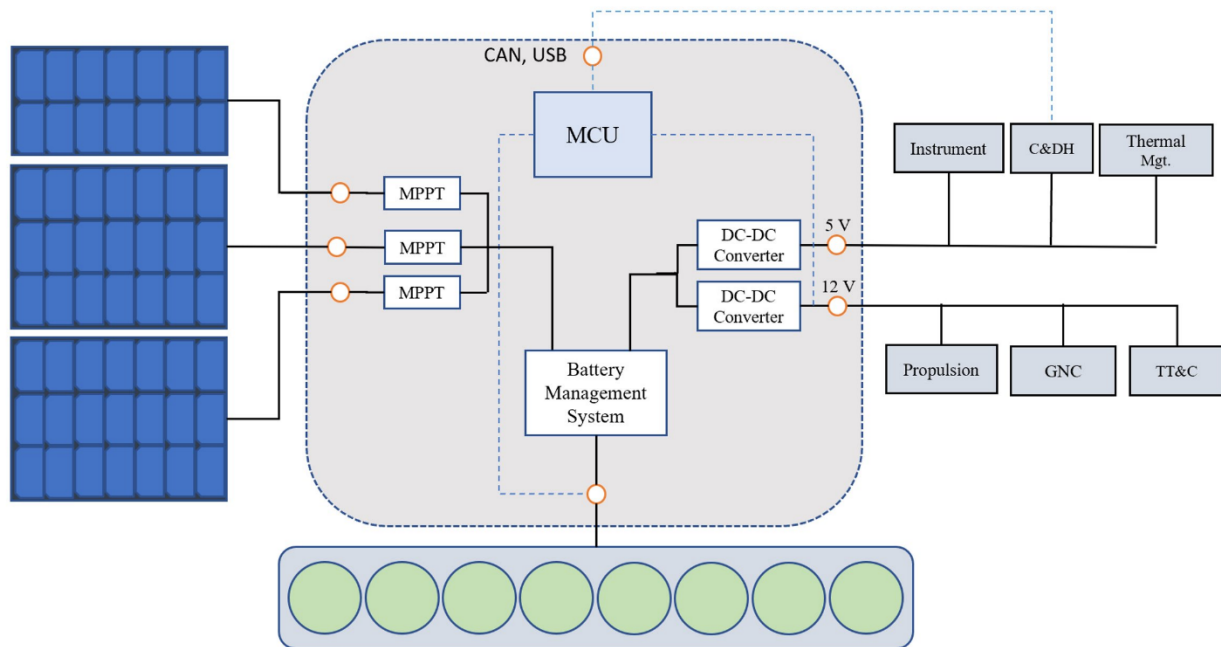 CAN, USB
MCU
Instrument
C&DH
Thermal
Mgt.
MPPT
MPPT
MPPT
DC-DC
Converter
5 V
DC-DC
Converter
12 V
Battery
Management
System
Propulsion
GNC
TT&C